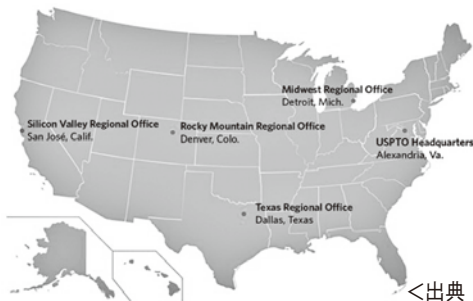 Midwest Regional Office
Detroit, Mich.
Silicon Valley Regional Office
San José, Calif.
Rocky Mountain Regional Office
Denver, Colo.
USPTO Headquarters
Alexandria, Va.
Texas Regional Office
Dallas, Texas
<出典